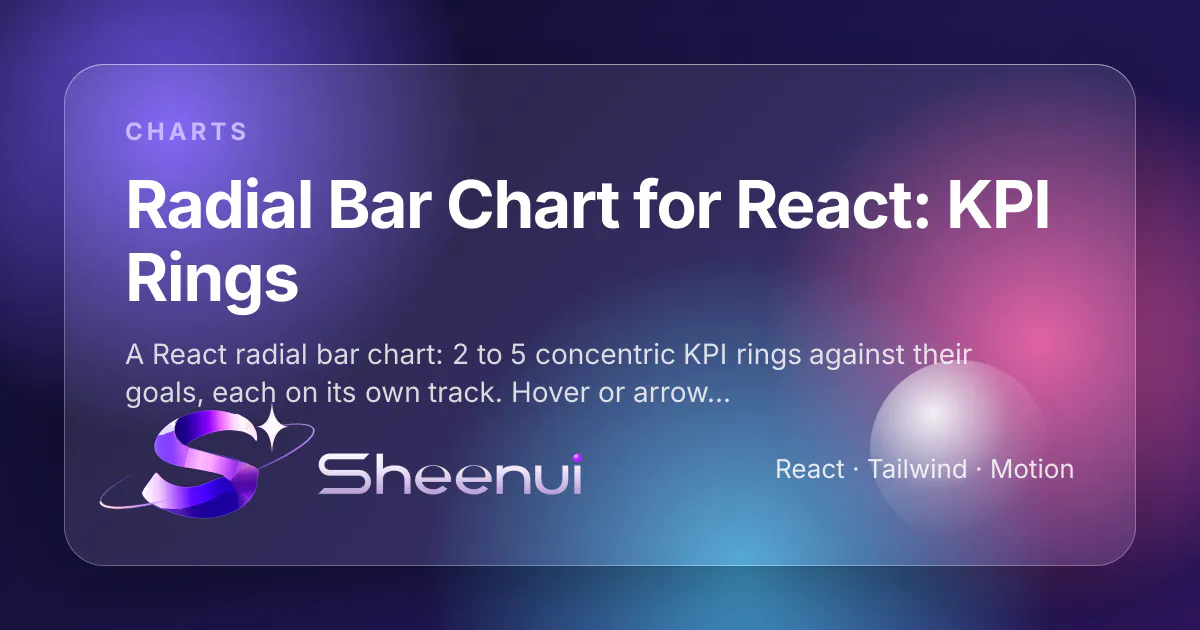 CHARTS
Radial Bar Chart for React: KPI
Rings
A React radial bar chart: 2 to 5 concentric KPI rings against their
goals, each on its own track. Hover or arrow...
Sheenui
React · Tailwind · Motion